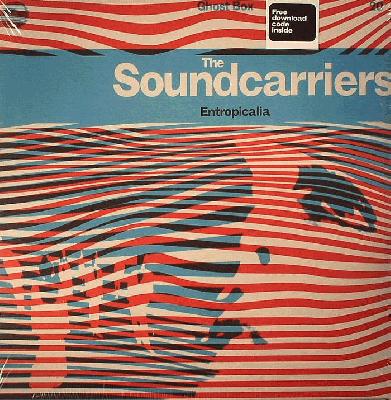 Ghost Box
Free
download
code
inside
The
Soundcarriers
Entropicalia